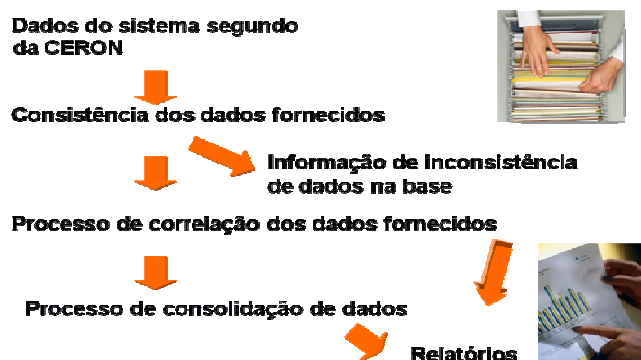 Dados do sistema segundo
da CERON
Consistência dos dados fornecidos
Informação de inconsistência
de dados na base
Processo de correlação dos dados fornecidos
Processo de consolidação de dados
Relatórios